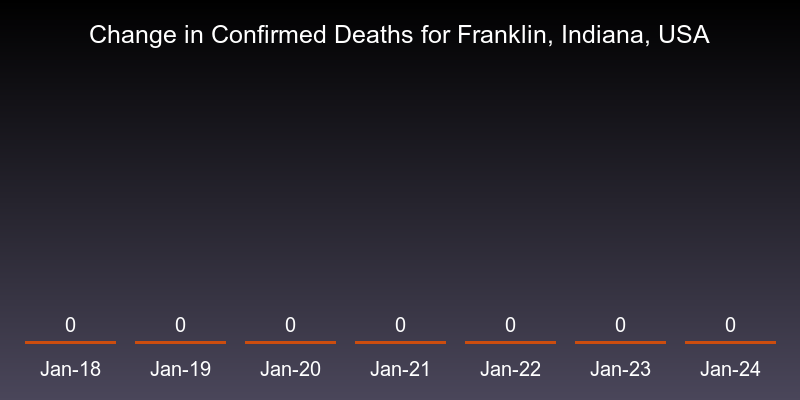 Change in Confirmed Deaths for Franklin, Indiana, USA
0 0 0 0 0 0 0
Jan-18 Jan-19 Jan-20 Jan-21 Jan-22 Jan-23 Jan-24